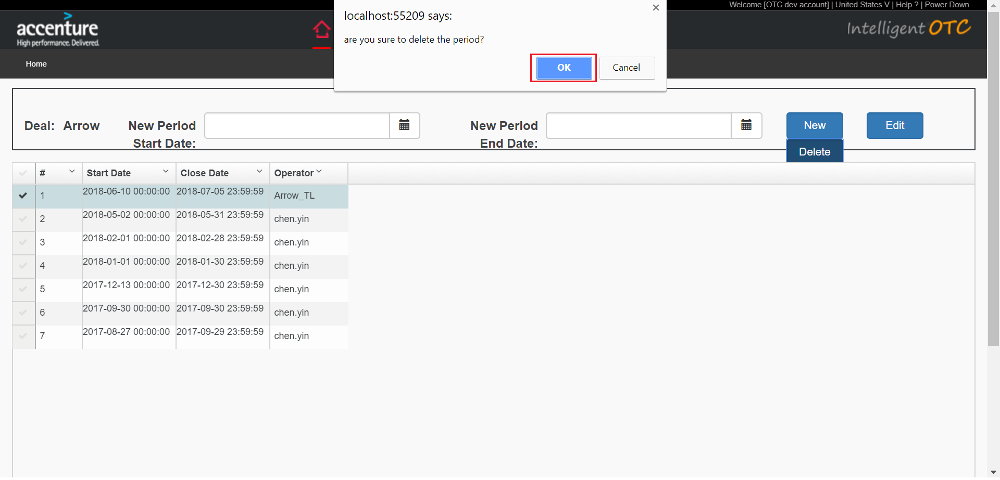 Welcome [OTC dev account] | United States V | Help ? | Power Down
accenture
High performance. Delivered.
Intelligent OTC
localhost:55209 says:
are you sure to delete the period?
OK
Cancel
Home
Deal: Arrow
New Period
Start Date:
New Period
End Date:
New
Edit
Delete
# Start Date Close Date Operator
1 2018-06-10 00:00:00 2018-07-05 23:59:59 Arrow_TL
2 2018-05-02 00:00:00 2018-05-31 23:59:59 chen.yin
3 2018-02-01 00:00:00 2018-02-28 23:59:59 chen.yin
4 2018-01-01 00:00:00 2018-01-30 23:59:59 chen.yin
5 2017-12-13 00:00:00 2017-12-30 23:59:59 chen.yin
6 2017-09-30 00:00:00 2017-09-30 23:59:59 chen.yin
7 2017-08-27 00:00:00 2017-09-29 23:59:59 chen.yin